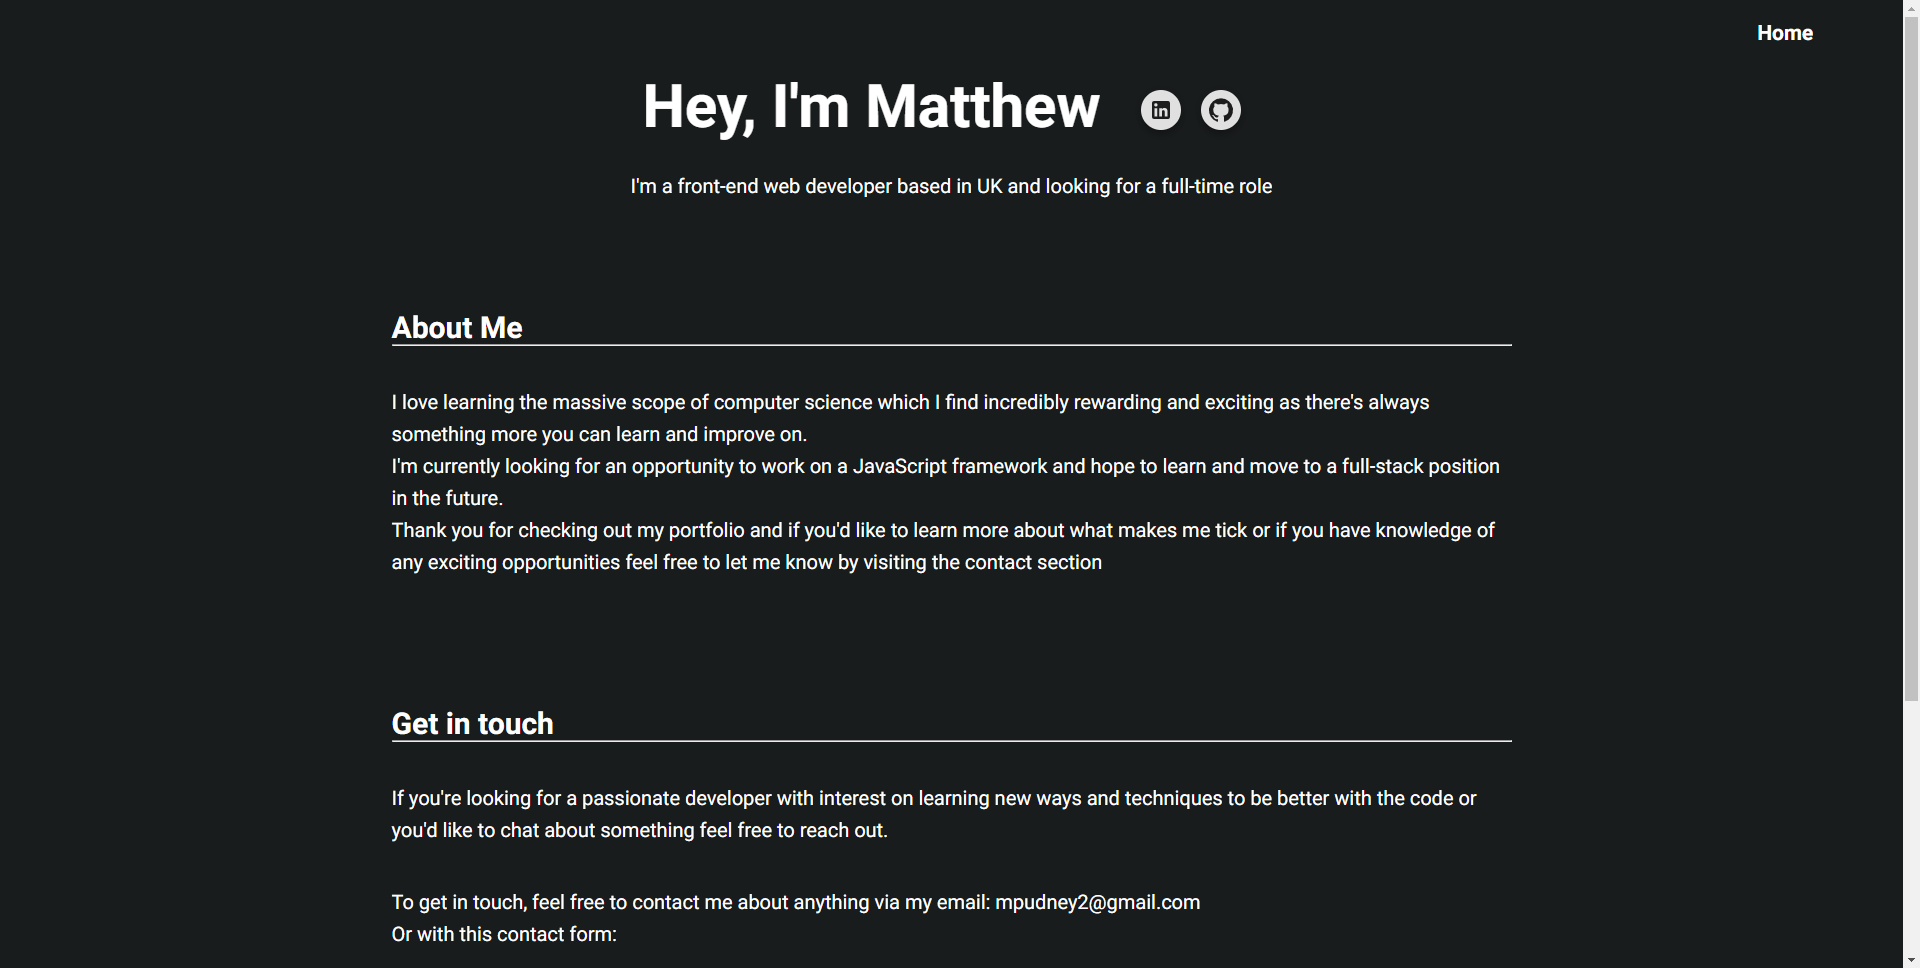 Home
Hey, I'm Matthew
I'm a front-end web developer based in UK and looking for a full-time role
About Me
I love learning the massive scope of computer science which I find incredibly rewarding and exciting as there's always
something more you can learn and improve on.
I'm currently looking for an opportunity to work on a JavaScript framework and hope to learn and move to a full-stack position
in the future.
Thank you for checking out my portfolio and if you'd like to learn more about what makes me tick or if you have knowledge of
any exciting opportunities feel free to let me know by visiting the contact section
Get in touch
If you're looking for a passionate developer with interest on learning new ways and techniques to be better with the code or
you'd like to chat about something feel free to reach out.
To get in touch, feel free to contact me about anything via my email: mpudney2@gmail.com
Or with this contact form: